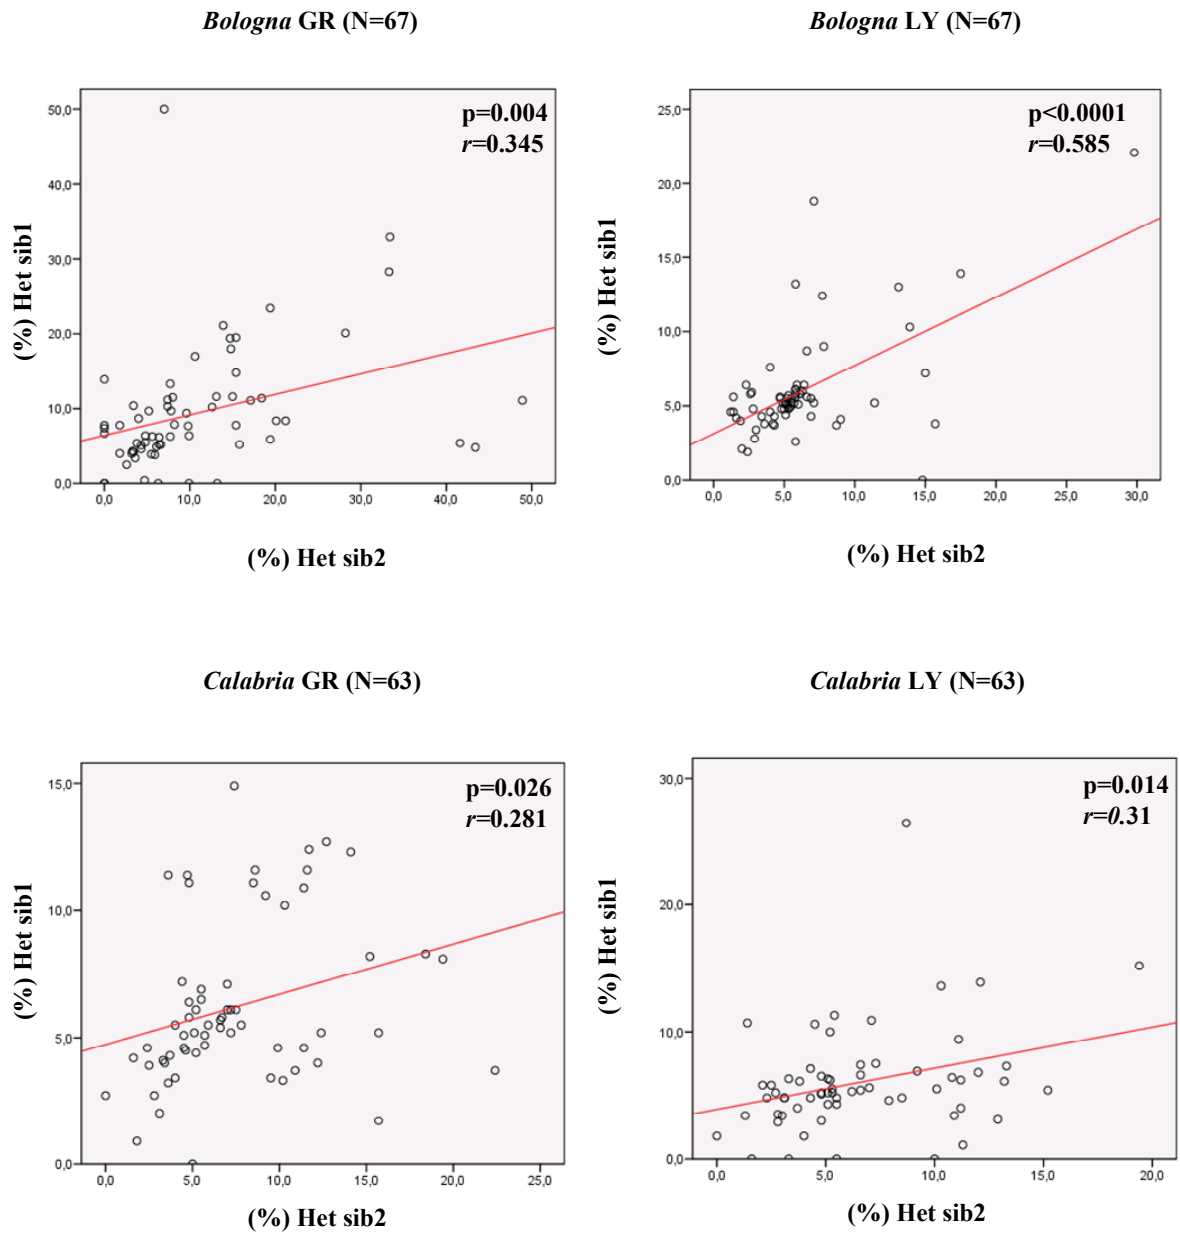 Bologna GR (N=67)
p=0.004
r=0.345
50,0
40,0
30,0
20,0
10,0
0,0
(%) Het sib1
0,0 10,0 20,0 30,0 40,0 50,0
(%) Het sib2
Bologna LY (N=67)
p<0.0001
r=0.585
25,0
20,0
15,0
10,0
5,0
0,0
(%) Het sib1
0,0 5,0 10,0 15,0 20,0 25,0 30,0
(%) Het sib2
Calabria GR (N=63)
p=0.026
r=0.281
15,0
10,0
5,0
0,0
(%) Het sib1
0,0 5,0 10,0 15,0 20,0 25,0
(%) Het sib2
Calabria LY (N=63)
p=0.014
r=0.31
30,0
20,0
10,0
0,0
(%) Het sib1
0,0 5,0 10,0 15,0 20,0
(%) Het sib2